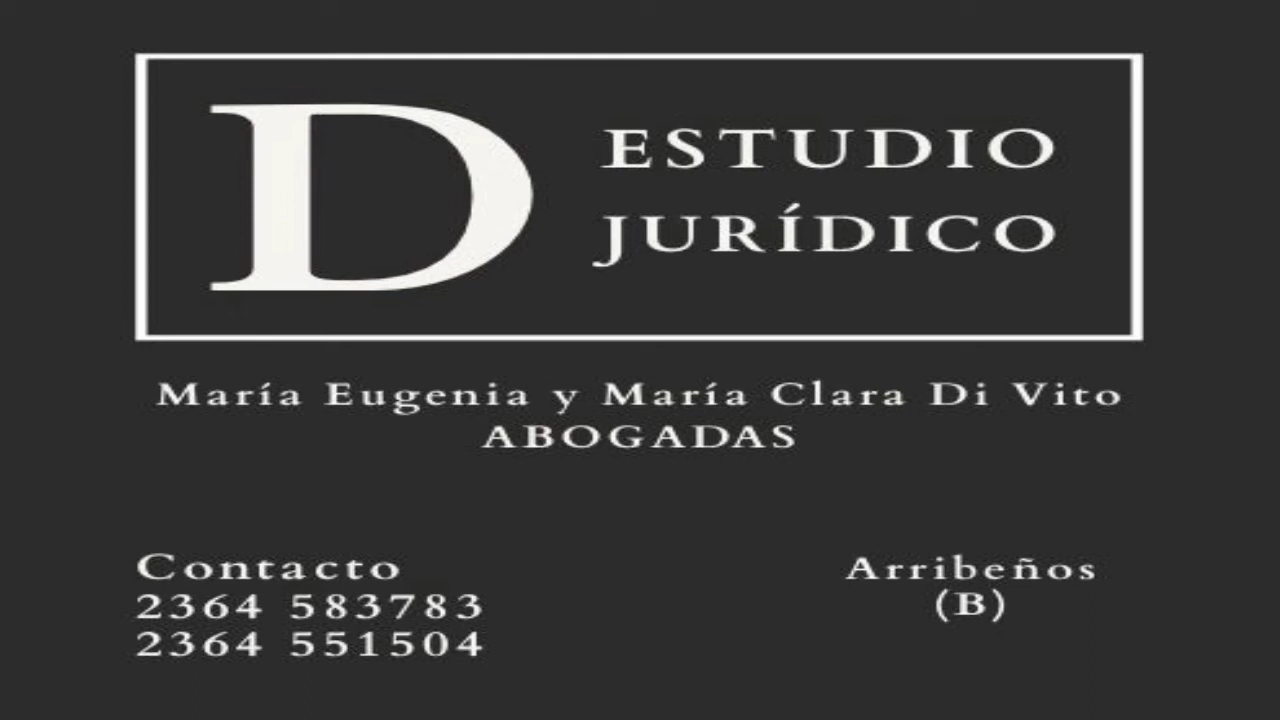 D
ESTUDIO
JURÍDICO
María Eugenia y María Clara Di Vito
ABOGADAS
Contacto
2364 583783
2364 551504
Arribeños
(B)